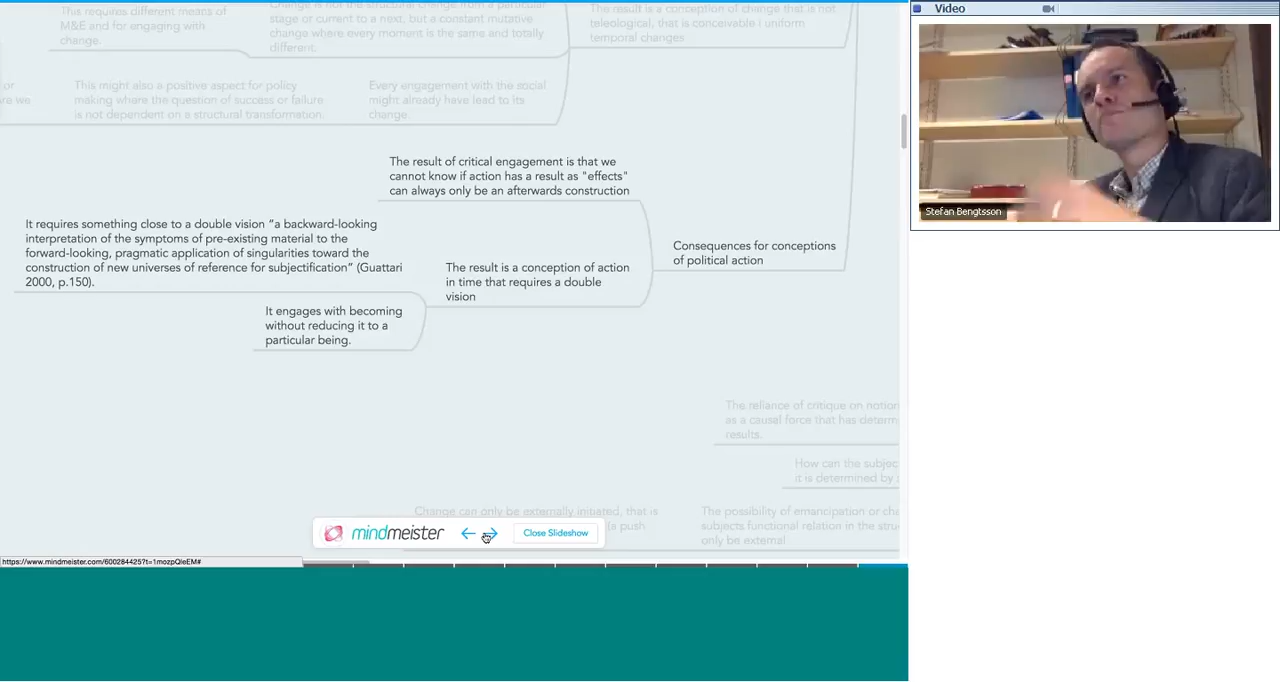 This requires different means of
M&E and for engaging with
change.
Change is not the structural change from a particular
stage or current to a next, but a constant mutative
change where every moment is the same and totally
different.
The result is a conception of change that is not
teleological, that is conceivable I uniform
temporal changes
or
are we
This might also a positive aspect for policy
making where the question of success or failure
is not dependent on a structural transformation.
Every engagement with the social
might already have lead to its
change.
The result of critical engagement is that we
cannot know if action has a result as "effects"
can always only be an afterwards construction
It requires something close to a double vision "a backward-looking
interpretation of the symptoms of pre-existing material to the
forward-looking, pragmatic application of singularities toward the
construction of new universes of reference for subjectification" (Guattari
2000, p.150).
The result is a conception of action
in time that requires a double
vision
Consequences for conceptions
of political action
It engages with becoming
without reducing it to a
particular being.
The reliance of critique on notion
as a causal force that has determ
results.
How can the subjec
it is determined by s
Change can only be externally initiated, that is
(a push
The possibility of emancipation or cha
subjects functional relation in the stru
only be external
mindmeister
Close Slideshow
https://www.mindmeister.com/600284425?t=1mozpQleEM#
Video
Stefan Bengtsson